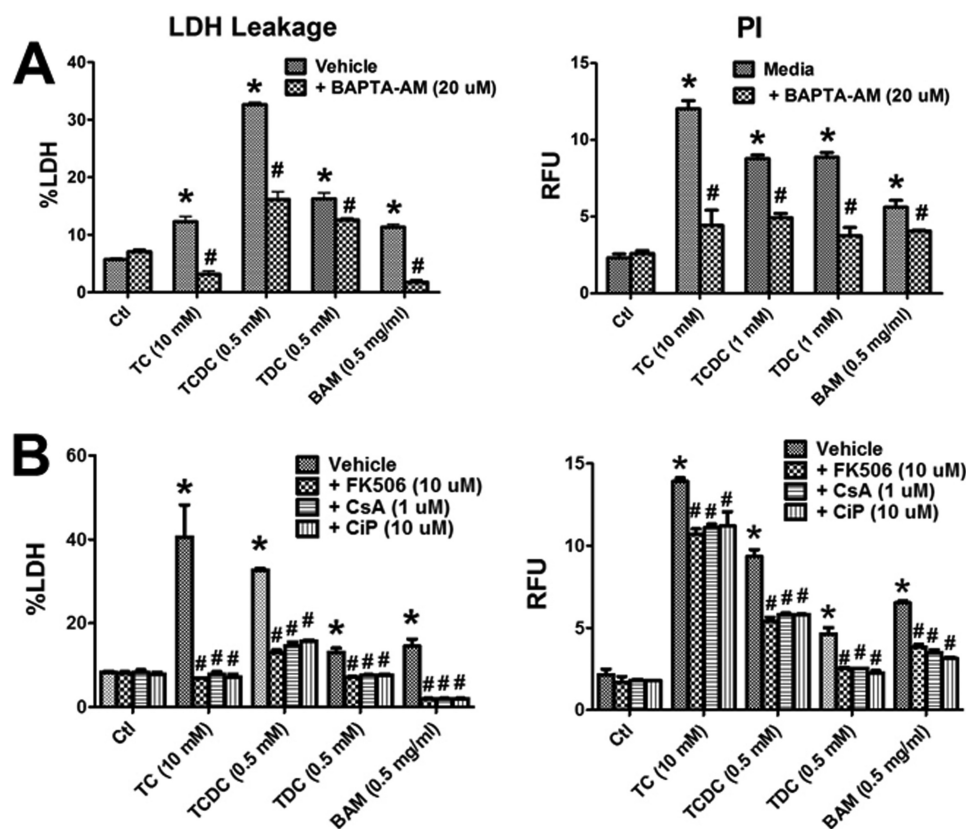 LDH Leakage
A
%LDH
40
30
20
10
0
Vehicle
+ BAPTA-AM (20 uM)
*
#
*
#
*
#
*
#
Ctl
TC (10 mM)
TCDC (0.5 mM)
TDC (0.5 mM)
BAM (0.5 mg/ml)
PI
RFU
15
10
5
0
Media
+ BAPTA-AM (20 uM)
*
#
*
#
*
#
*
#
Ctl
TC (10 mM)
TCDC (1 mM)
TDC (1 mM)
BAM (0.5 mg/ml)
B
%LDH
60
40
20
0
Vehicle
+ FK506 (10 uM)
+ CsA (1 uM)
+ CiP (10 uM)
*
# # #
*
# # #
*
# # #
*
# # #
Ctl
TC (10 mM)
TCDC (0.5 mM)
TDC (0.5 mM)
BAM (0.5 mg/ml)
RFU
15
10
5
0
Vehicle
+ FK506 (10 uM)
+ CsA (1 uM)
+ CiP (10 uM)
*
# # #
*
# # #
*
# # #
*
# # #
Ctl
TC (10 mM)
TCDC (0.5 mM)
TDC (0.5 mM)
BAM (0.5 mg/ml)